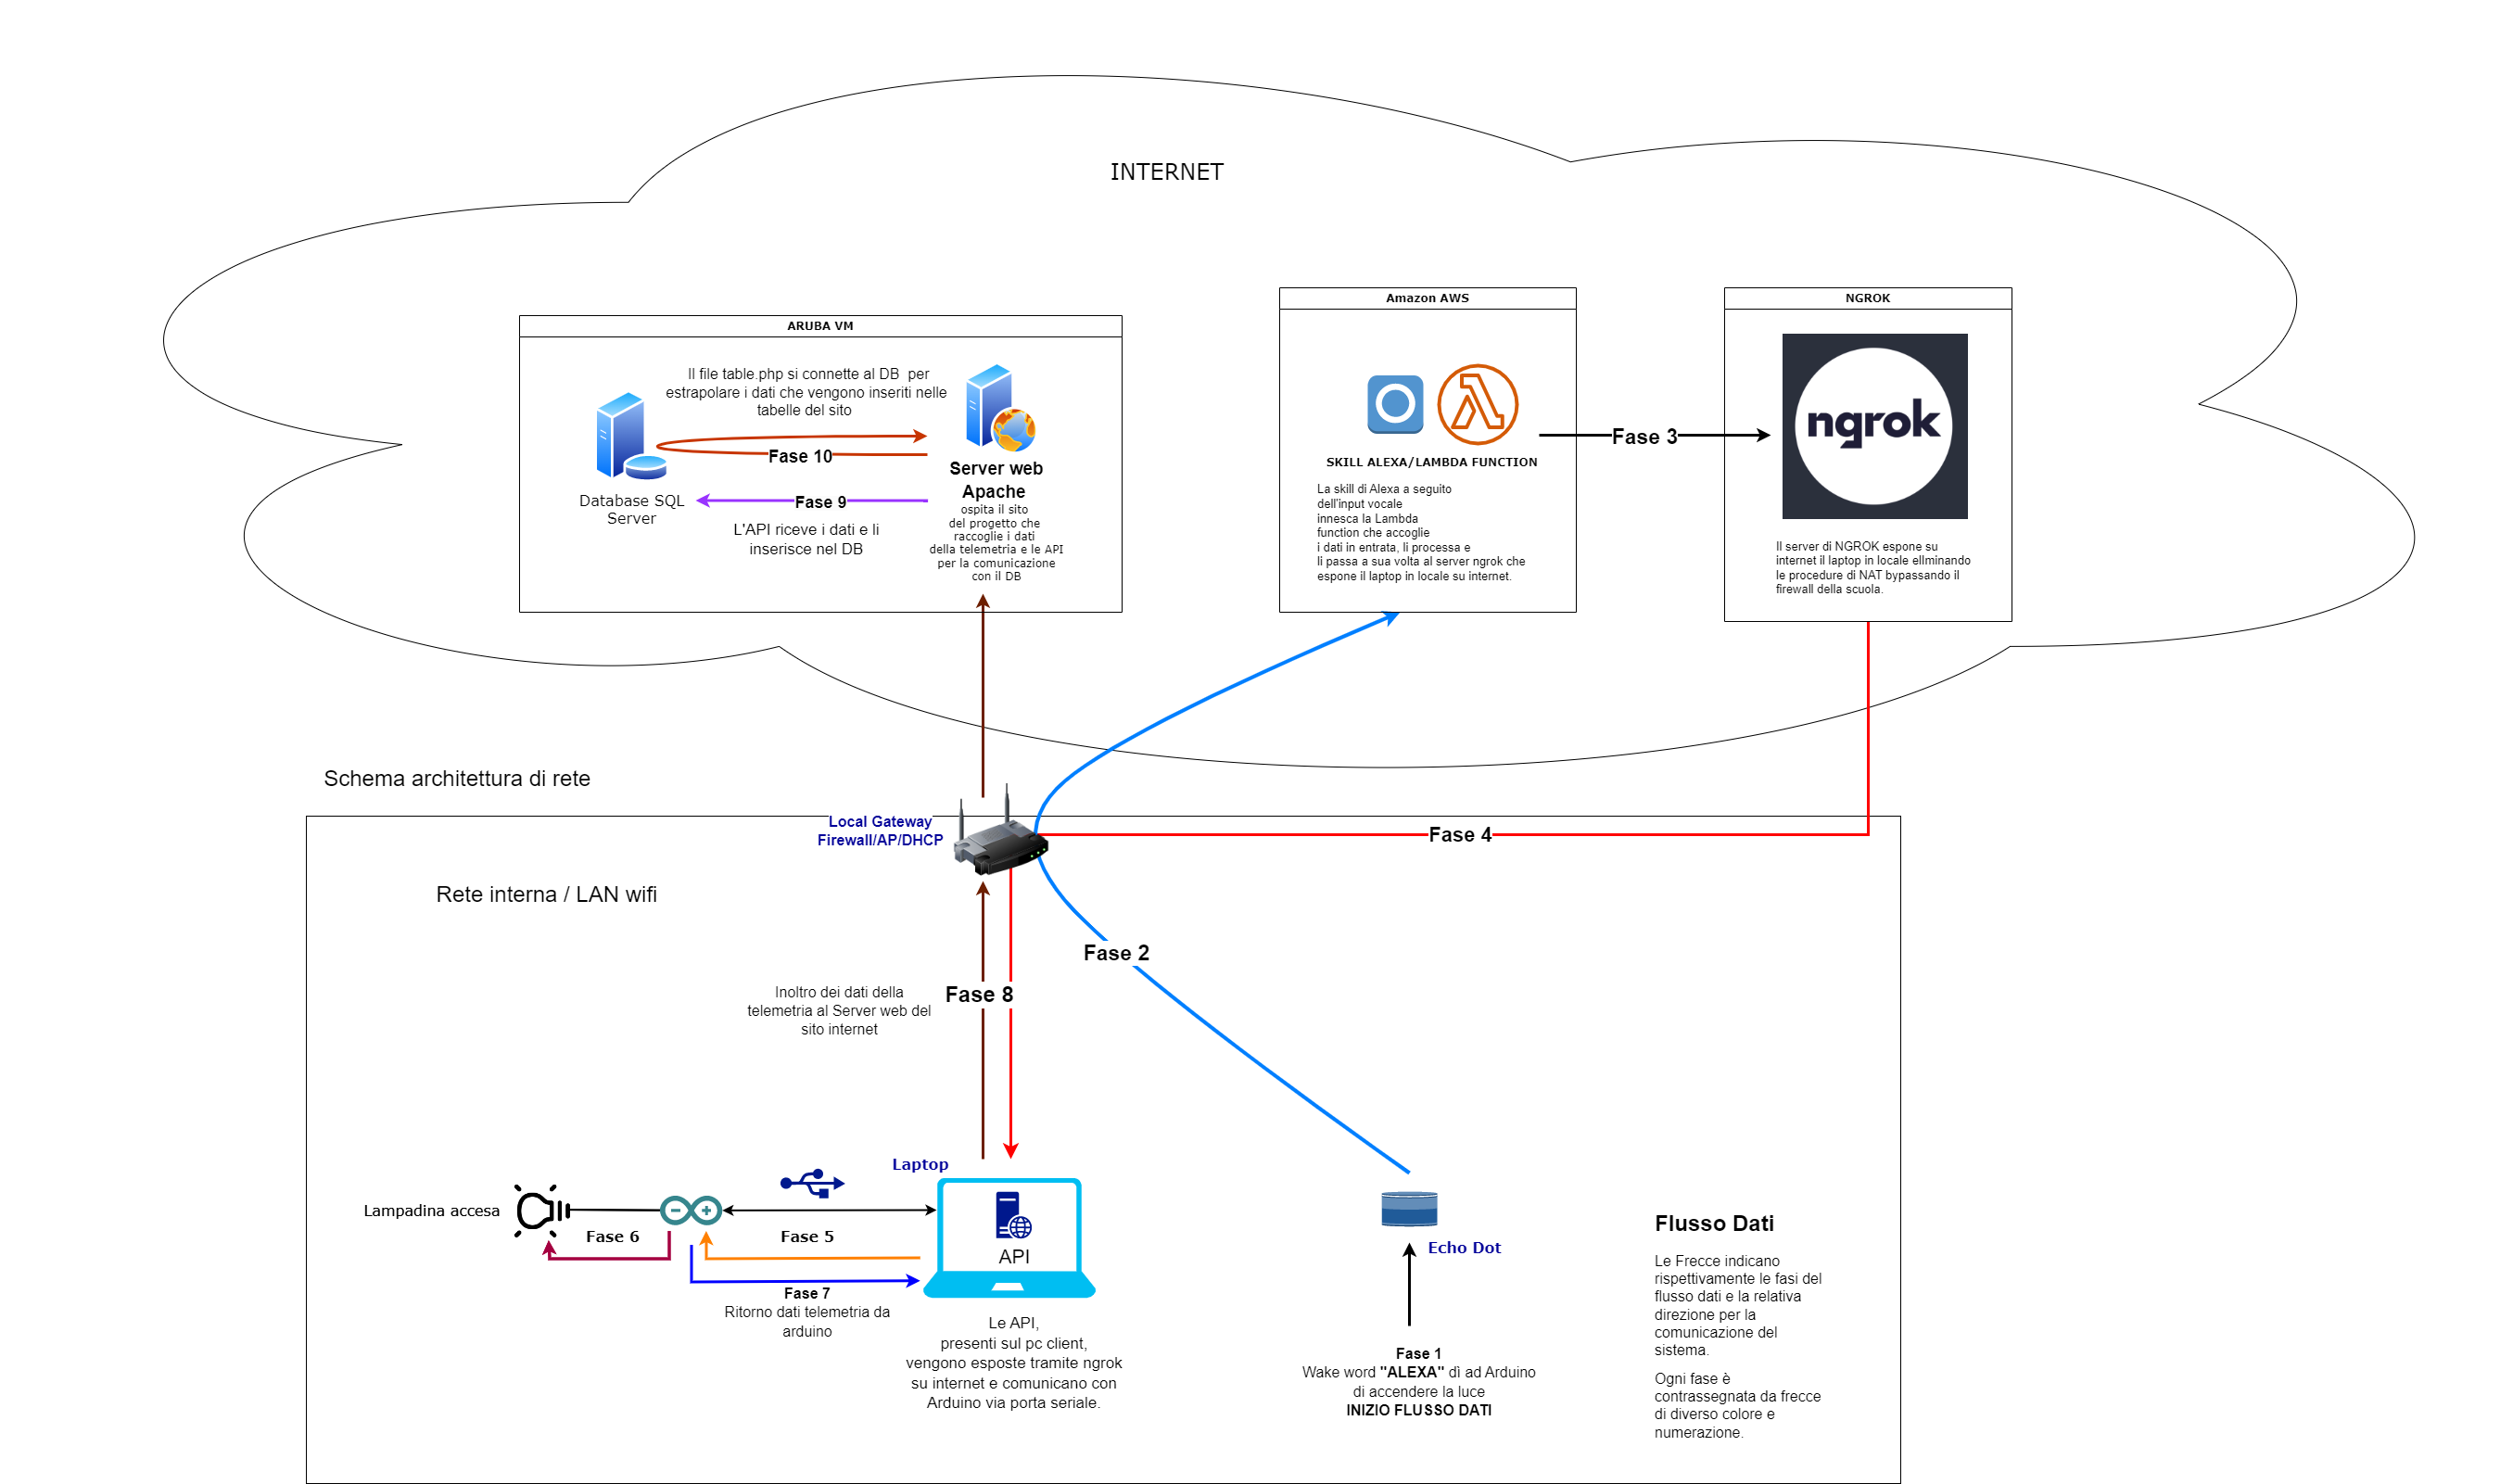 INTERNET
ARUBA VM
Il file table.php si connette al DB per
estrapolare i dati che vengono inseriti nelle
tabelle del sito
Fase 10
Database SQL
Server
Fase 9
L'API riceve i dati e li
inserisce nel DB
Server web
Apache
ospita il sito
del progetto che
raccoglie i dati
della telemetria e le API
per la comunicazione
con il DB
Amazon AWS
SKILL ALEXA/LAMBDA FUNCTION
La skill di Alexa a seguito
dell'input vocale
innesca la Lambda
function che accoglie
i dati in entrata, li processa e
li passa a sua volta al server ngrok che
espone il laptop in locale su internet.
Fase 3
NGROK
ngrok
Il server di NGROK espone su
internet il laptop in locale elIminando
le procedure di NAT bypassando il
firewall della scuola.
Schema architettura di rete
Local Gateway
Firewall/AP/DHCP
Fase 4
Rete interna / LAN wifi
Fase 2
Inoltro dei dati della
telemetria al Server web del
sito internet
Fase 8
Laptop
Lampadina accesa
Fase 6
Fase 5
API
Fase 7
Ritorno dati telemetria da
arduino
Le API,
presenti sul pc client,
vengono esposte tramite ngrok
su internet e comunicano con
Arduino via porta seriale.
Echo Dot
Fase 1
Wake word "ALEXA" dì ad Arduino
di accendere la luce
INIZIO FLUSSO DATI
Flusso Dati
Le Frecce indicano
rispettivamente le fasi del
flusso dati e la relativa
direzione per la
comunicazione del
sistema.
Ogni fase è
contrassegnata da frecce
di diverso colore e
numerazione.